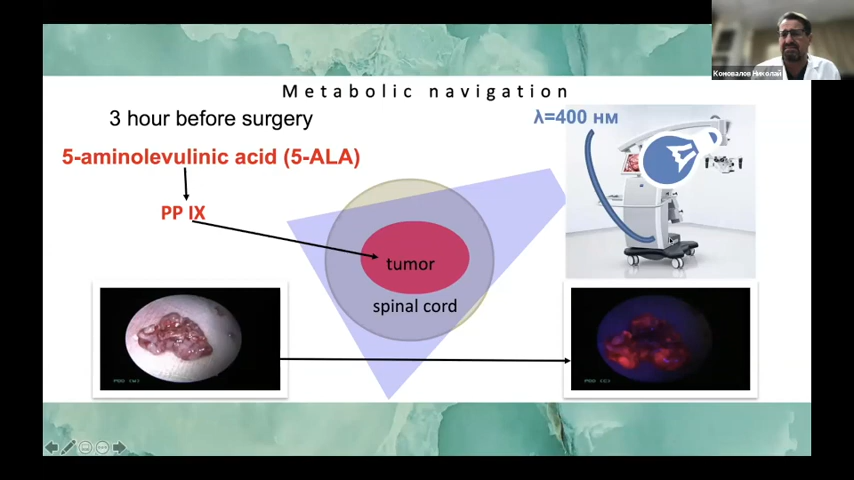 Коновалов Николай
Metabolic navigation
3 hour before surgery
λ=400 нм
5-aminolevulinic acid (5-ALA)
PP IX
tumor
spinal cord